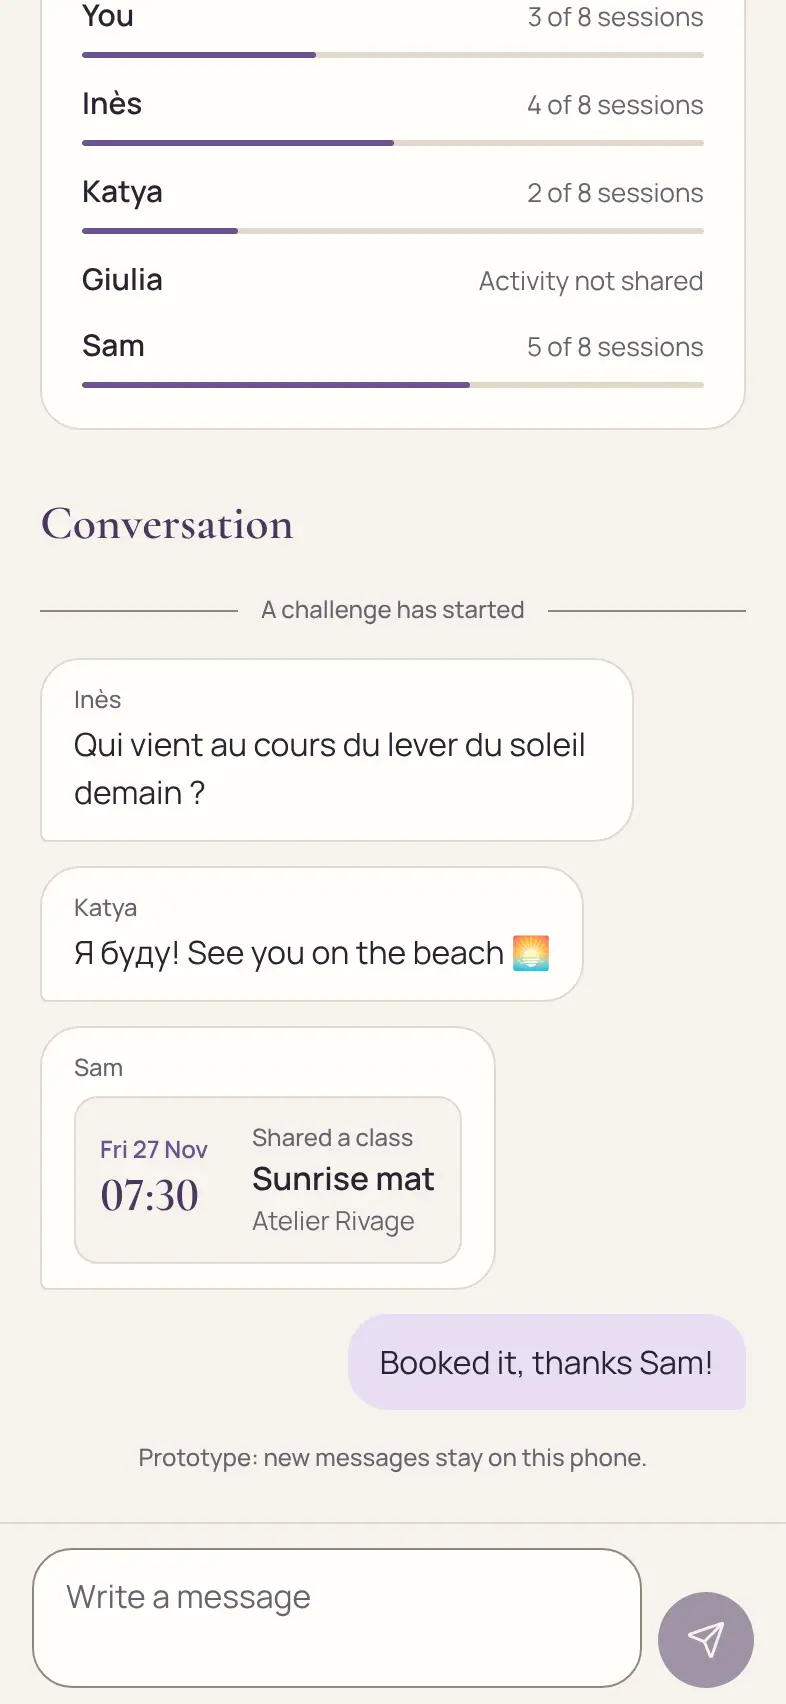 You
3 of 8 sessions
Inès
4 of 8 sessions
Katya
2 of 8 sessions
Giulia
Activity not shared
Sam
5 of 8 sessions
Conversation
A challenge has started
Inès
Qui vient au cours du lever du soleil
demain ?
Katya
Я буду! See you on the beach 🌅
Sam
Fri 27 Nov
07:30
Shared a class
Sunrise mat
Atelier Rivage
Booked it, thanks Sam!
Prototype: new messages stay on this phone.
Write a message